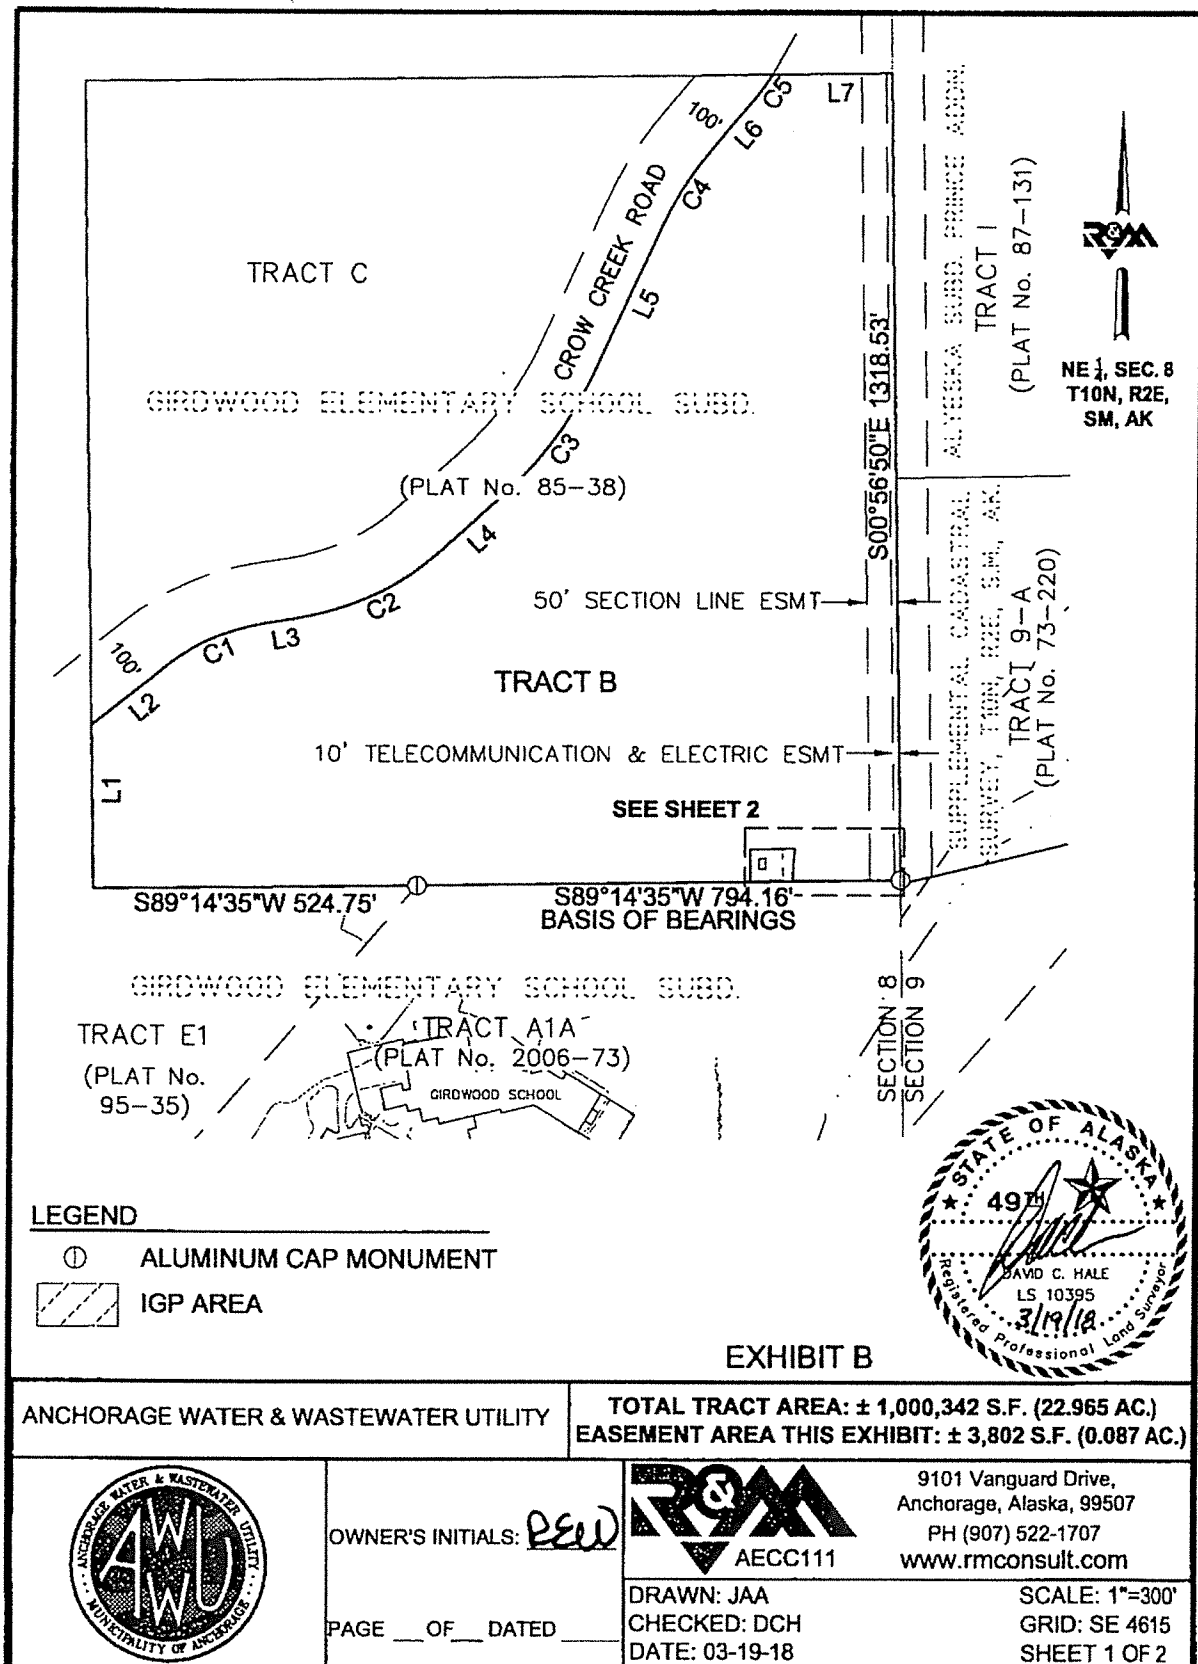 C5
L7
100'
L6
C4
CROW CREEK ROAD
TRACT C
L5
GIRDWOOD ELEMENTARY SCHOOL SUBD.
C3
(PLAT No. 85-38)
L4
S00°56'50"E 1318.53'
ALYESKA SUBD. PRINCE ADDN.
TRACT I
(PLAT No. 87-131)
R&M
NE ¼, SEC. 8
T10N, R2E,
SM, AK
50' SECTION LINE ESMT
C2
L3
C1
100'
L2
TRACT B
SUPPLEMENTAL CADASTRAL
SURVEY, T10N, R2E, S.M., AK.
TRACT 9-A
(PLAT No. 73-220)
10' TELECOMMUNICATION & ELECTRIC ESMT
L1
SEE SHEET 2
S89°14'35"W 524.75'
S89°14'35"W 794.16'
BASIS OF BEARINGS
GIRDWOOD ELEMENTARY SCHOOL SUBD.
TRACT E1
(PLAT No.
95-35)
TRACT A1A
(PLAT No. 2006-73)
GIRDWOOD SCHOOL
SECTION 8
SECTION 9
LEGEND
ALUMINUM CAP MONUMENT
IGP AREA
STATE OF ALASKA
49TH
DAVID C. HALE
LS 10395
3/19/18
Registered Professional Land Surveyor
EXHIBIT B
ANCHORAGE WATER & WASTEWATER UTILITY
TOTAL TRACT AREA: ± 1,000,342 S.F. (22.965 AC.)
EASEMENT AREA THIS EXHIBIT: ± 3,802 S.F. (0.087 AC.)
ANCHORAGE WATER & WASTEWATER UTILITY
AWWU
MUNICIPALITY OF ANCHORAGE
OWNER'S INITIALS: REW
PAGE __ OF __ DATED ____
R&M
AECC111
9101 Vanguard Drive,
Anchorage, Alaska, 99507
PH (907) 522-1707
www.rmconsult.com
DRAWN: JAA
CHECKED: DCH
DATE: 03-19-18
SCALE: 1"=300'
GRID: SE 4615
SHEET 1 OF 2